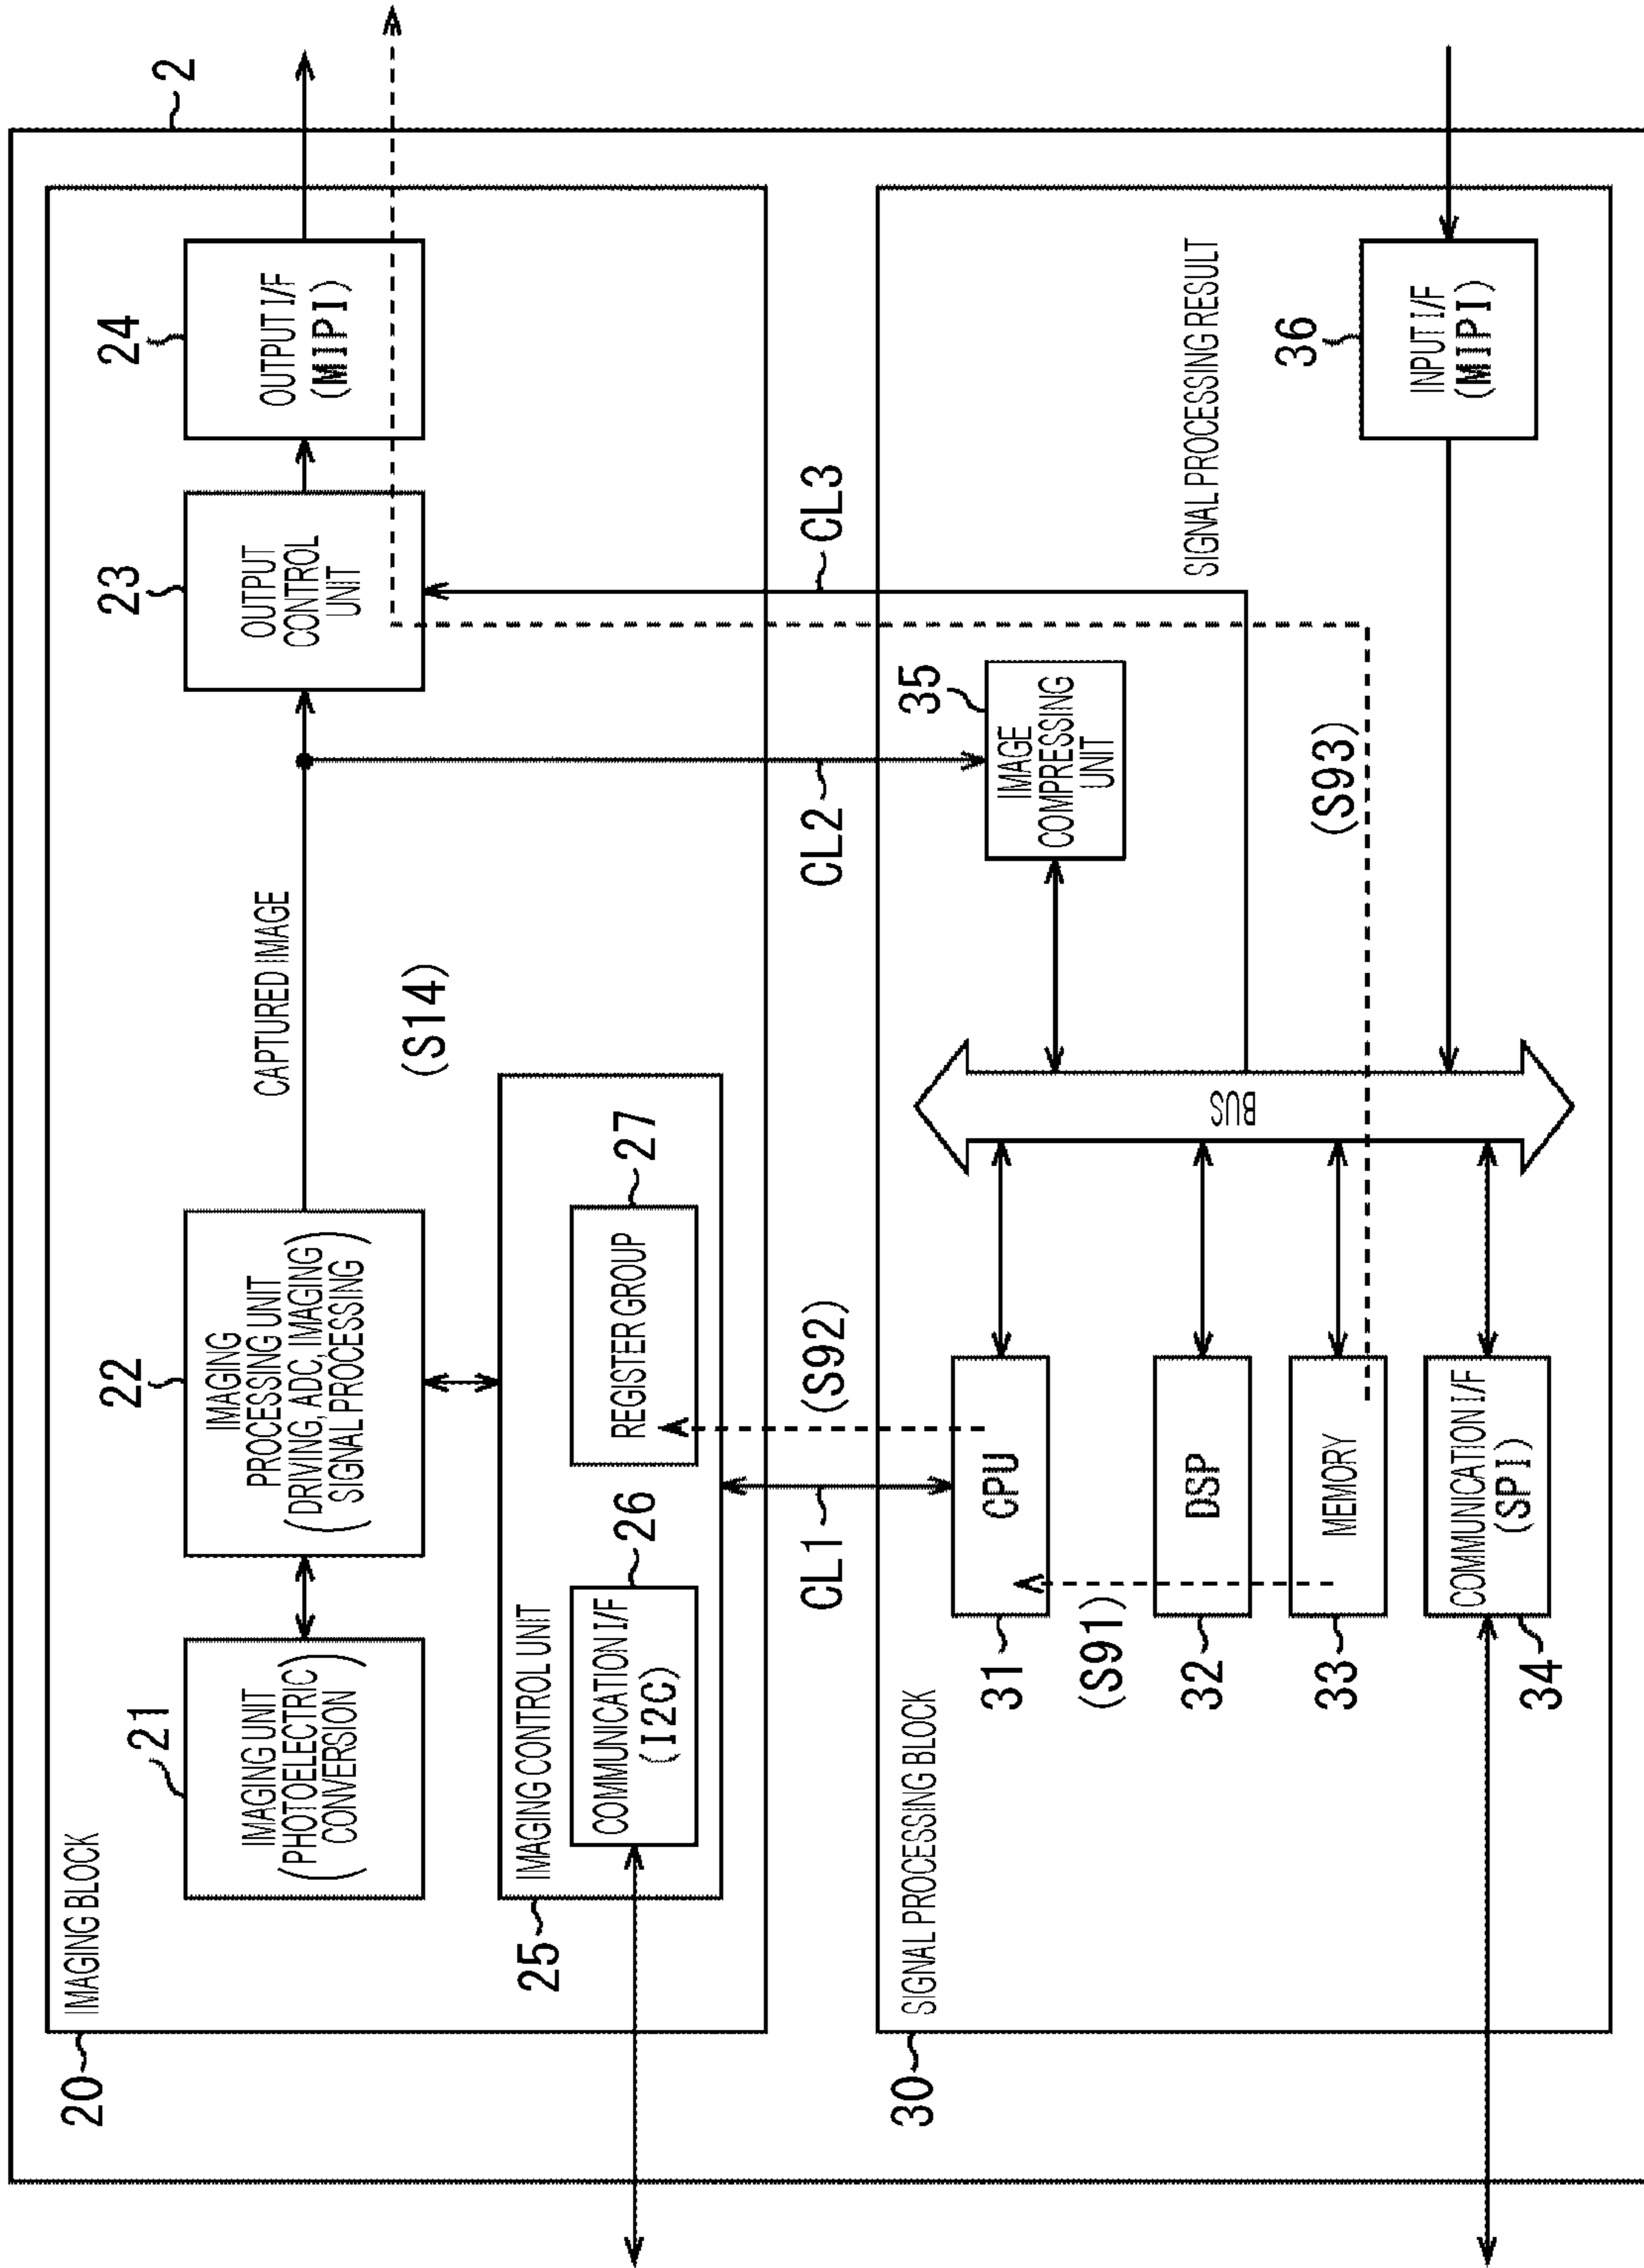 2
IMAGING BLOCK
20
21
IMAGING UNIT
(PHOTOELECTRIC
CONVERSION)
22
IMAGING
PROCESSING UNIT
(DRIVING, ADC, IMAGING
SIGNAL PROCESSING)
CAPTURED IMAGE
23
OUTPUT
CONTROL
UNIT
24
OUTPUT I/F
(MIPI)
(S14)
25
IMAGING CONTROL UNIT
26
COMMUNICATION I/F
(I2C)
27
REGISTER GROUP
CL1
(S92)
CL2
CL3
30
SIGNAL PROCESSING BLOCK
31
CPU
(S91)
32
DSP
33
MEMORY
34
COMMUNICATION I/F
(SPI)
BUS
35
IMAGE
COMPRESSING
UNIT
(S93)
SIGNAL PROCESSING RESULT
36
INPUT I/F
(MIPI)